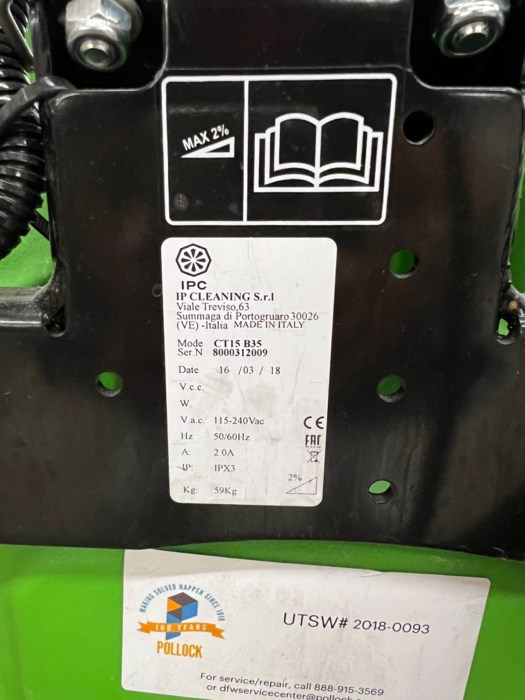 MAX 2%
IPC
IP CLEANING S.r.l
Viale Treviso,63
Summaga di Portogruaro 30026
(VE) -Italia MADE IN ITALY
Mode CT15 B35
Ser.N 8000312009
Date 16 /03 / 18
V.c.c.
W.
V.a.c. 115-240Vac
Hz 50/60Hz
A: 2.0A
IP: IPX3
Kg: 59Kg
CE
EAC
2%
MAKING SOLVED HAPPEN SINCE 1918
100 YEARS
POLLOCK
UTSW# 2018-0093
For service/repair, call 888-915-3569
or dfwservicecenter@pollock